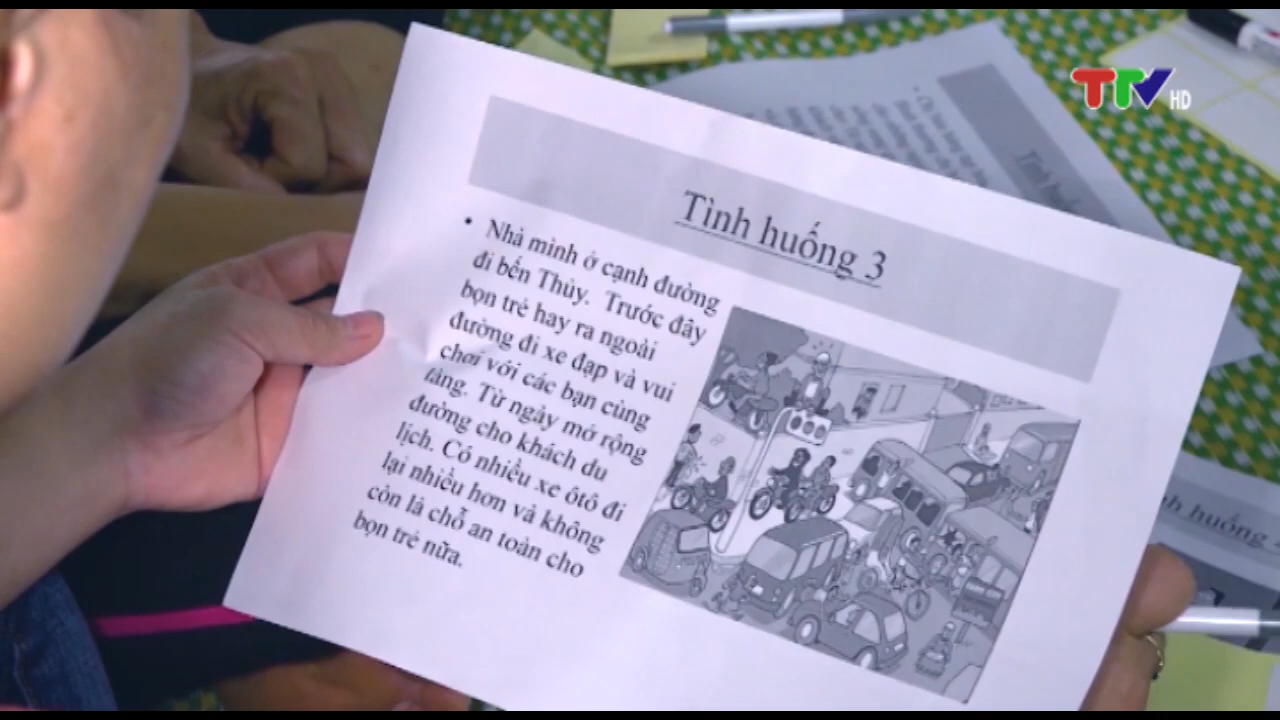 TTV HD
Tình huống 3
• Nhà mình ở cạnh đường
đi bến Thủy. Trước đây
bọn trẻ hay ra ngoài
đường đi xe đạp và vui
chơi với các bạn cùng
làng. Từ ngày mở rộng
đường cho khách du
lịch. Có nhiều xe ôtô đi
lại nhiều hơn và không
còn là chỗ an toàn cho
bọn trẻ nữa.
nh huống